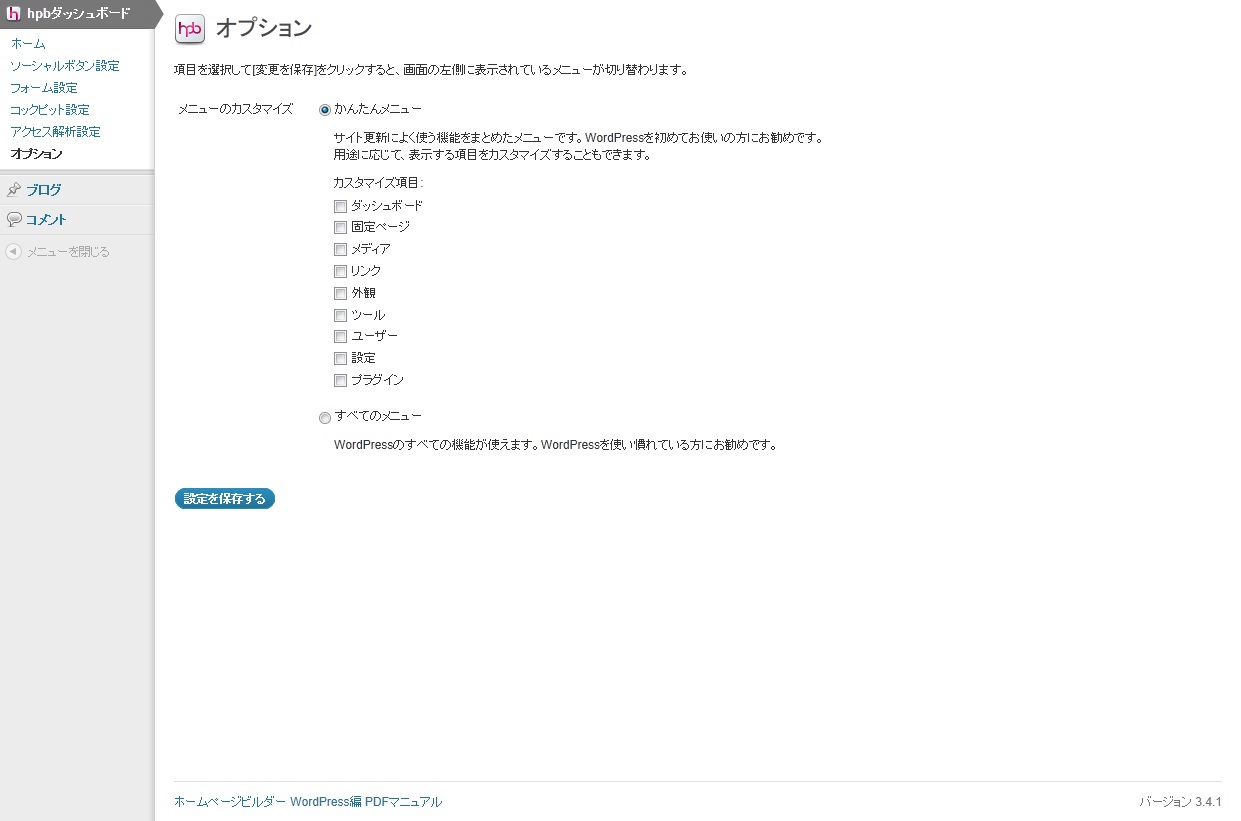 hpbダッシュボード
ホーム
ソーシャルボタン設定
フォーム設定
コックピット設定
アクセス解析設定
オプション
ブログ
コメント
メニューを閉じる
hpb オプション
項目を選択して[変更を保存]をクリックすると、画面の左側に表示されているメニューが切り替わります。
メニューのカスタマイズ
かんたんメニュー
サイト更新によく使う機能をまとめたメニューです。WordPressを初めてお使いの方にお勧めです。
用途に応じて、表示する項目をカスタマイズすることもできます。
カスタマイズ項目:
ダッシュボード
固定ページ
メディア
リンク
外観
ツール
ユーザー
設定
プラグイン
すべてのメニュー
WordPressのすべての機能が使えます。WordPressを使い慣れている方にお勧めです。
設定を保存する
ホームページビルダー WordPress編 PDFマニュアル
バージョン 3.4.1